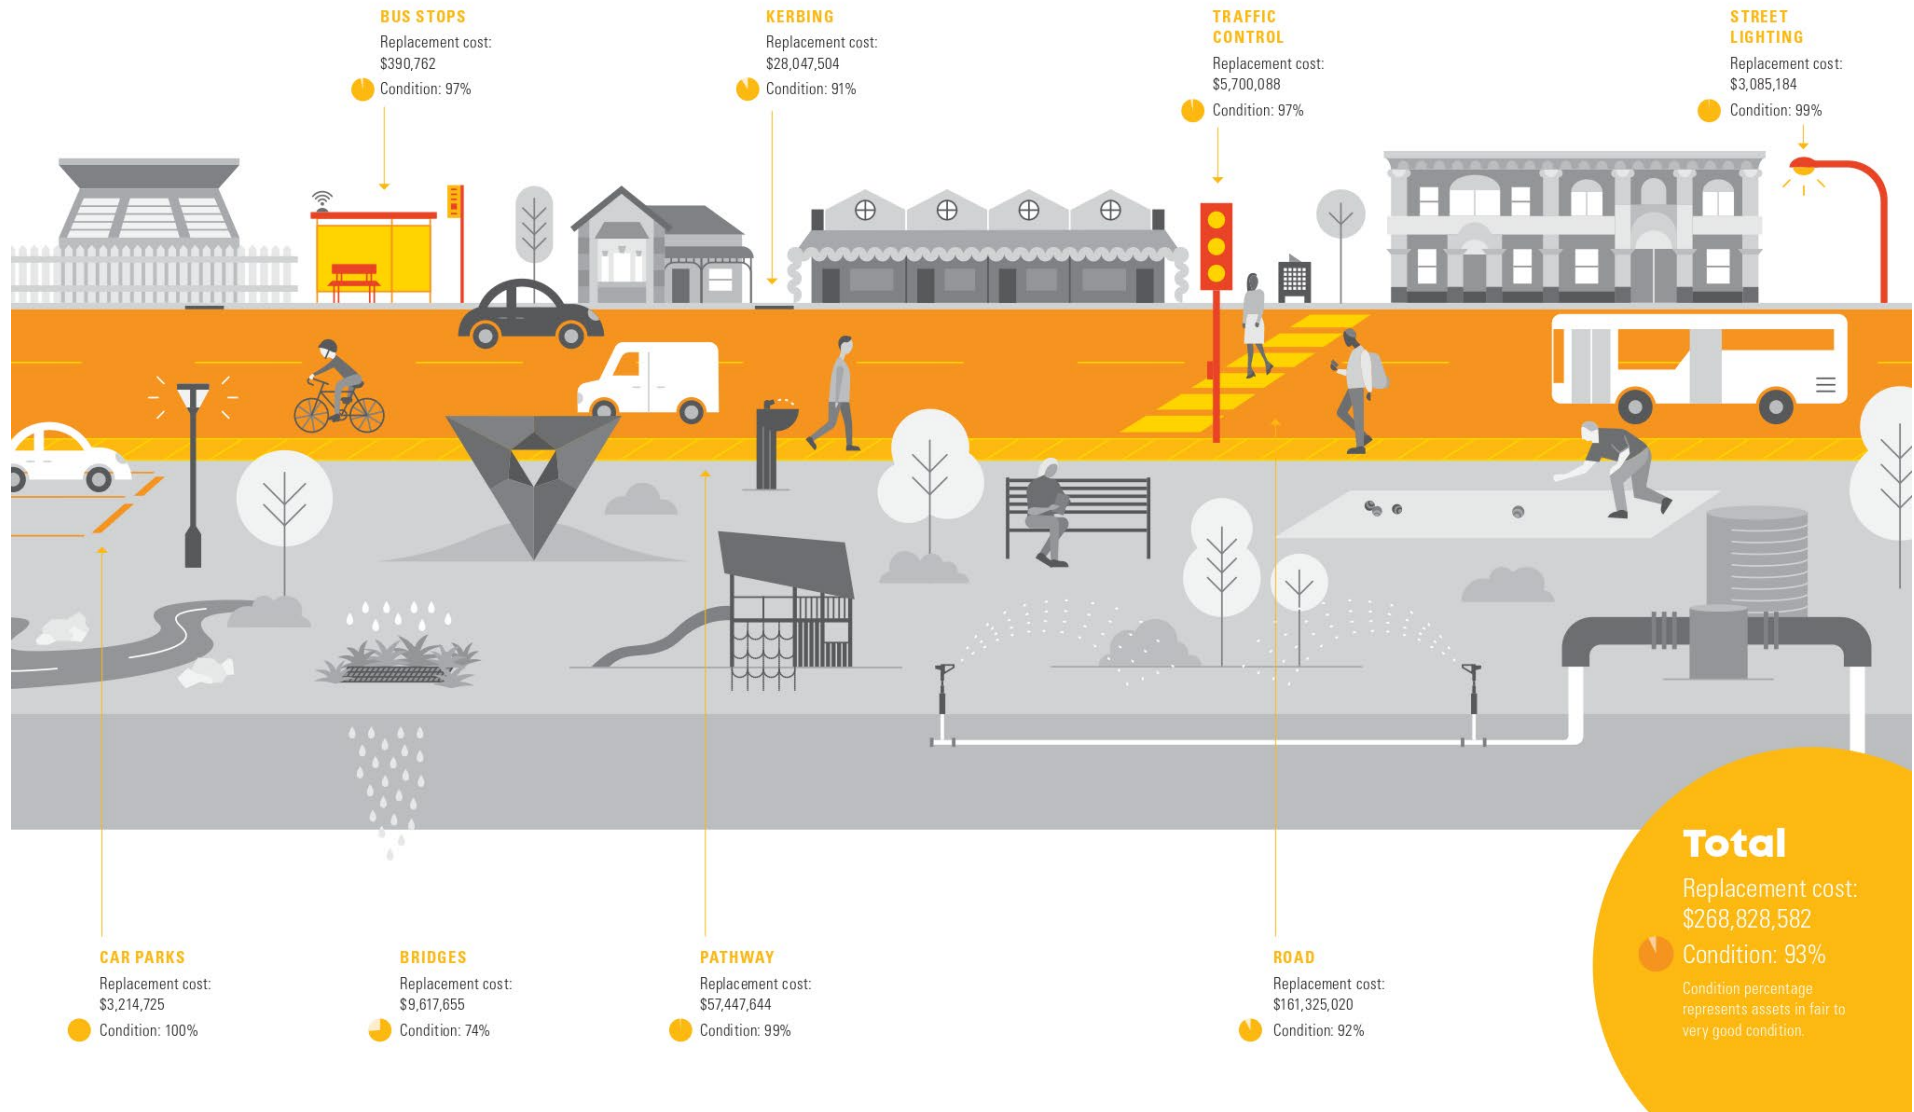 BUS STOPS
Replacement cost:
$390,762
Condition: 97%
KERBING
Replacement cost:
$28,047,504
Condition: 91%
TRAFFIC
CONTROL
Replacement cost:
$5,700,088
Condition: 97%
STREET
LIGHTING
Replacement cost:
$3,085,184
Condition: 99%
CAR PARKS
Replacement cost:
$3,214,725
Condition: 100%
BRIDGES
Replacement cost:
$9,617,655
Condition: 74%
PATHWAY
Replacement cost:
$57,447,644
Condition: 99%
ROAD
Replacement cost:
$161,325,020
Condition: 92%
Total
Replacement cost:
$268,828,582
Condition: 93%
Condition percentage
represents assets in fair to
very good condition.